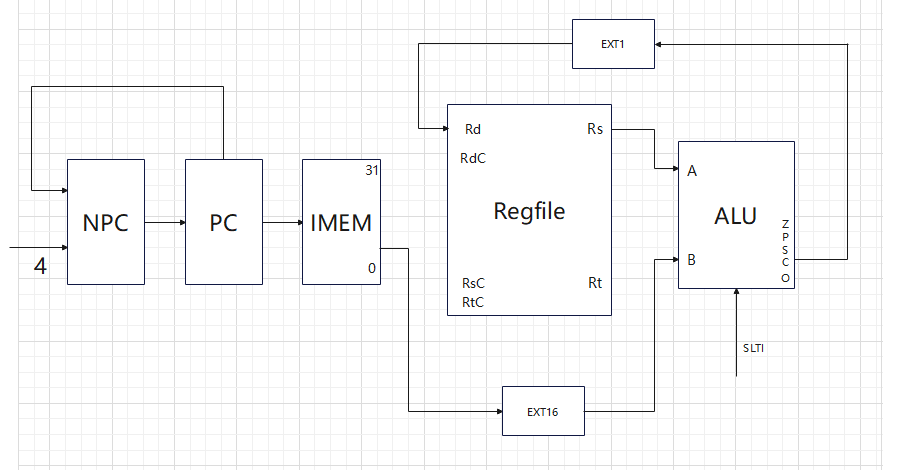 EXT1
Rd
Rs
RdC
31
A
NPC
PC
IMEM
Regfile
ALU
Z
P
S
C
O
4
0
B
RsC
Rt
RtC
SLTI
EXT16